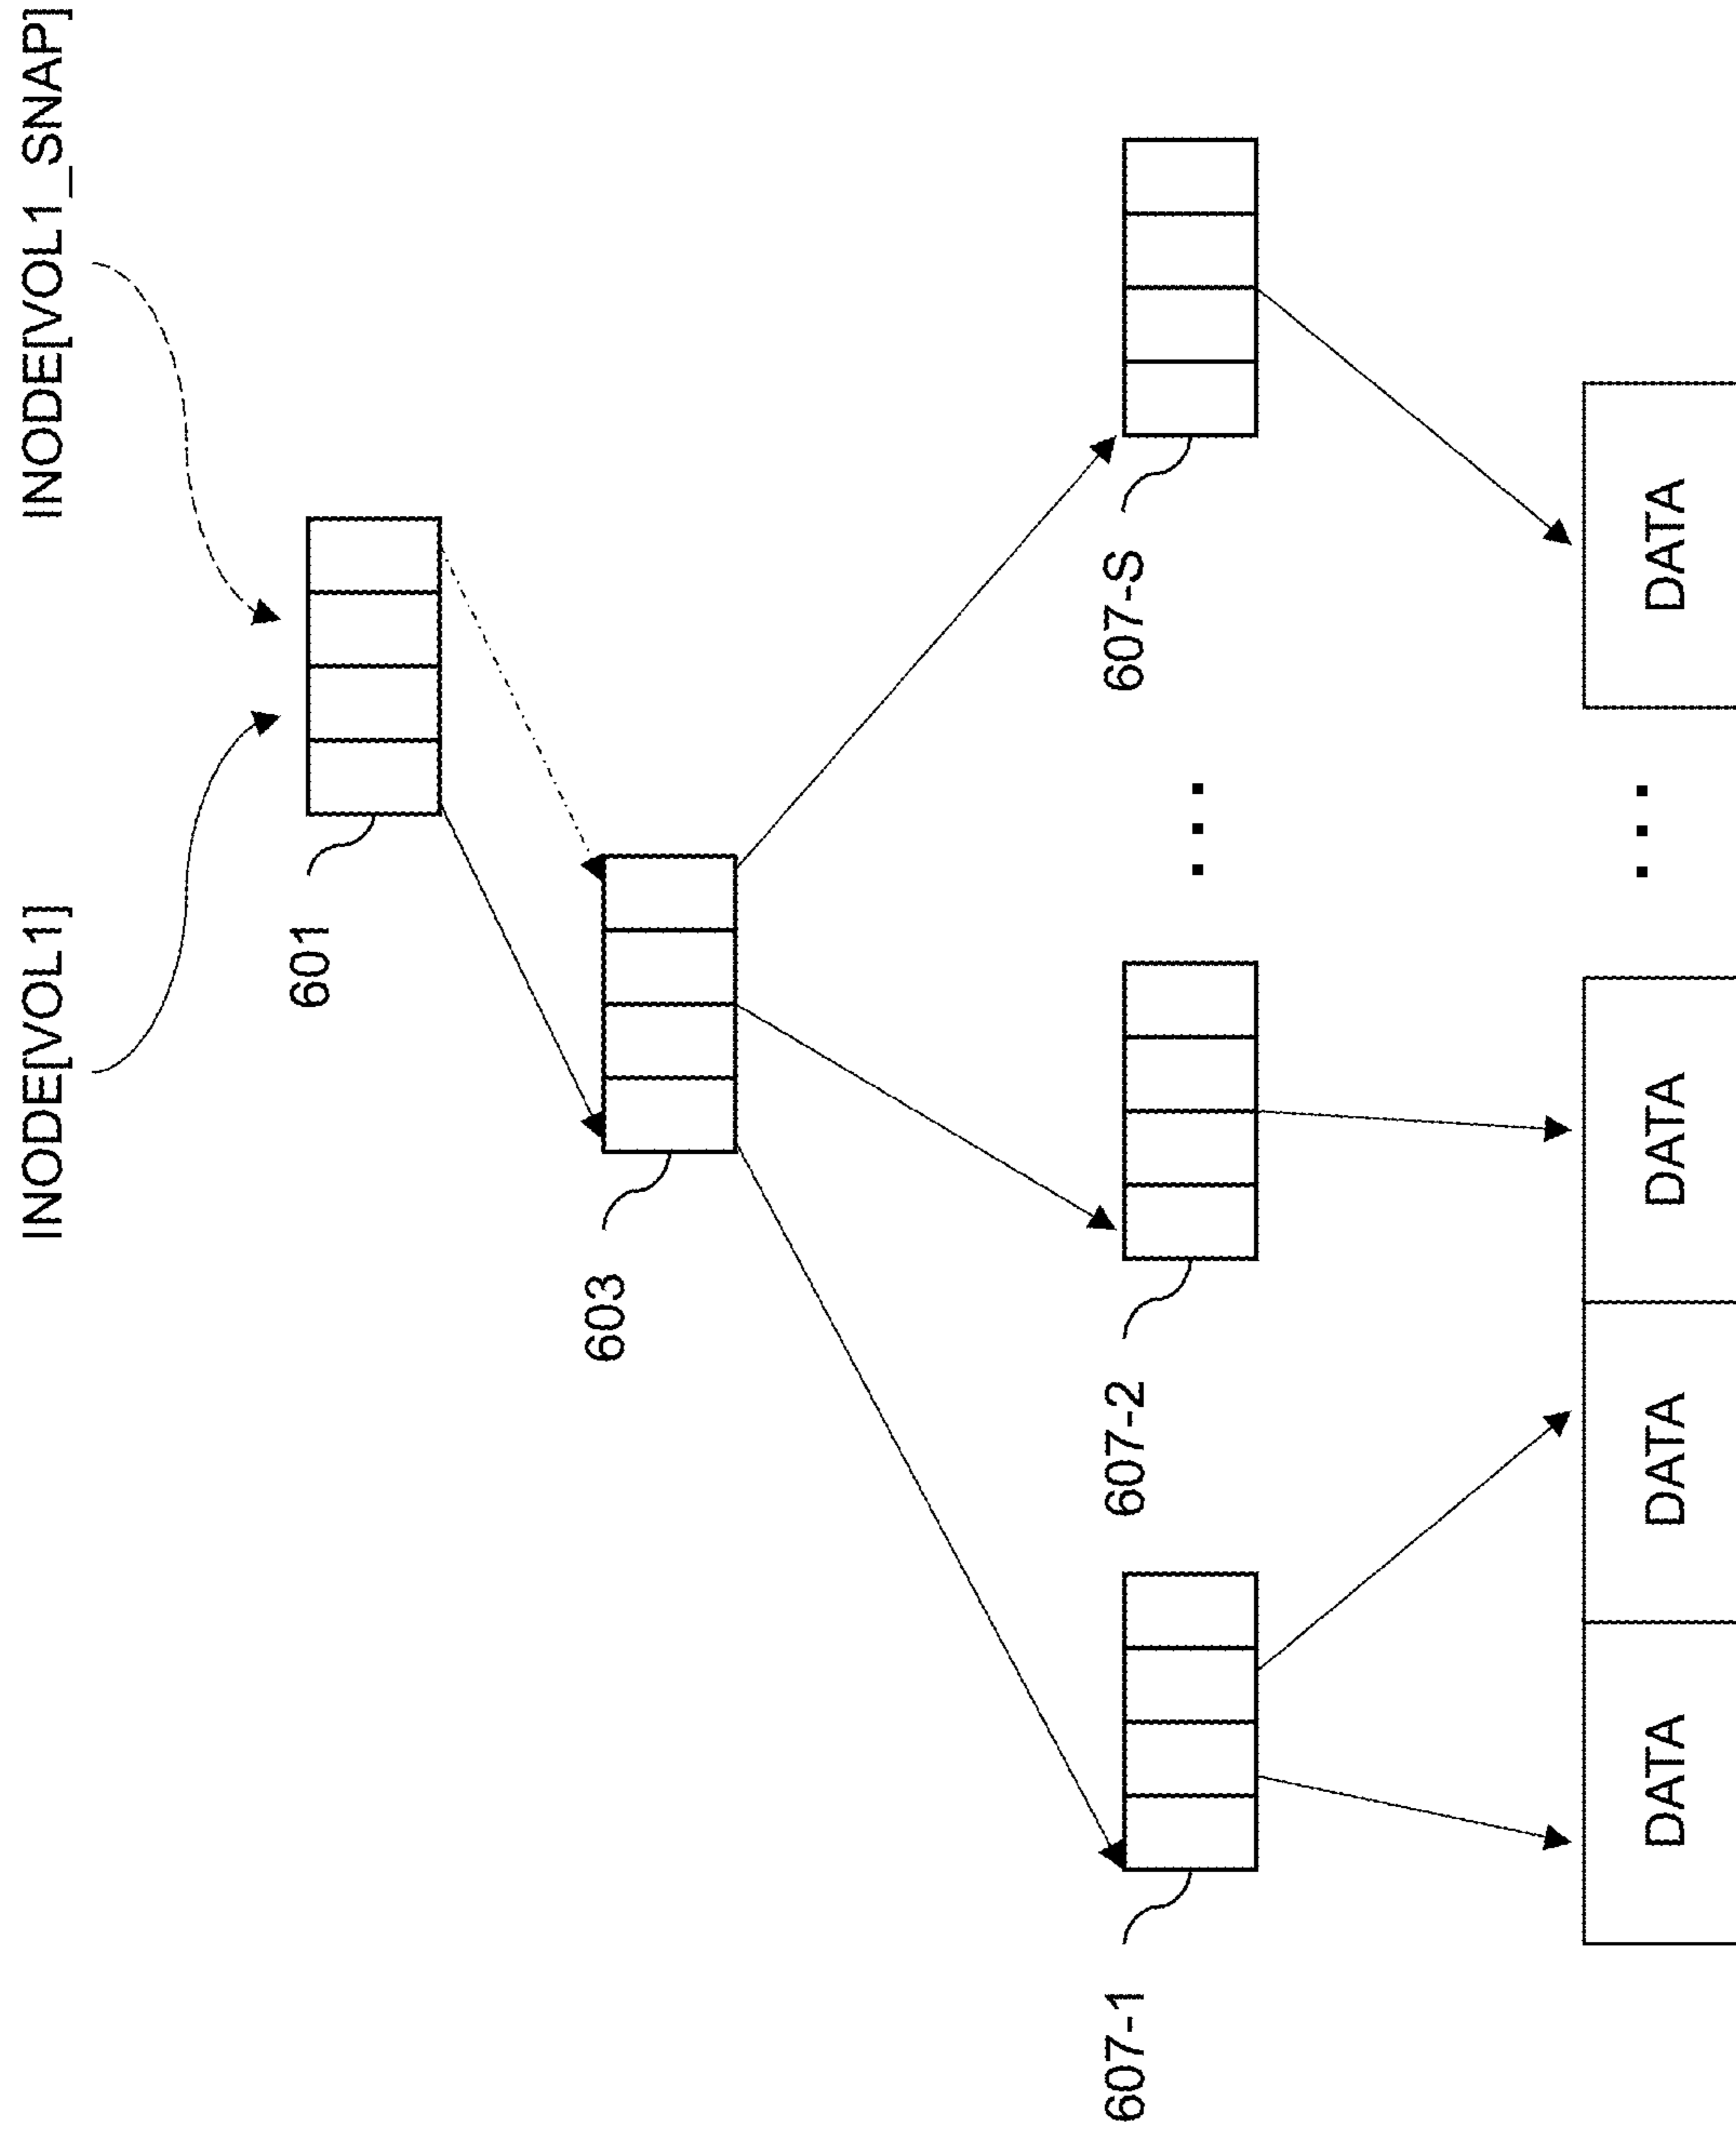 INODE[VOL1]
INODE[VOL1_SNAP]
601
603
607-1
607-2
607-S
. . .
DATA
DATA
DATA
. . .
DATA